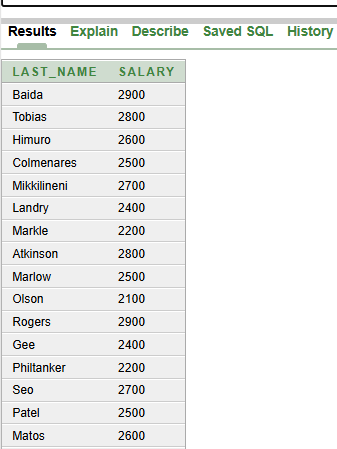 Results Explain Describe Saved SQL History
LAST_NAME SALARY
Baida 2900
Tobias 2800
Himuro 2600
Colmenares 2500
Mikkilineni 2700
Landry 2400
Markle 2200
Atkinson 2800
Marlow 2500
Olson 2100
Rogers 2900
Gee 2400
Philtanker 2200
Seo 2700
Patel 2500
Matos 2600